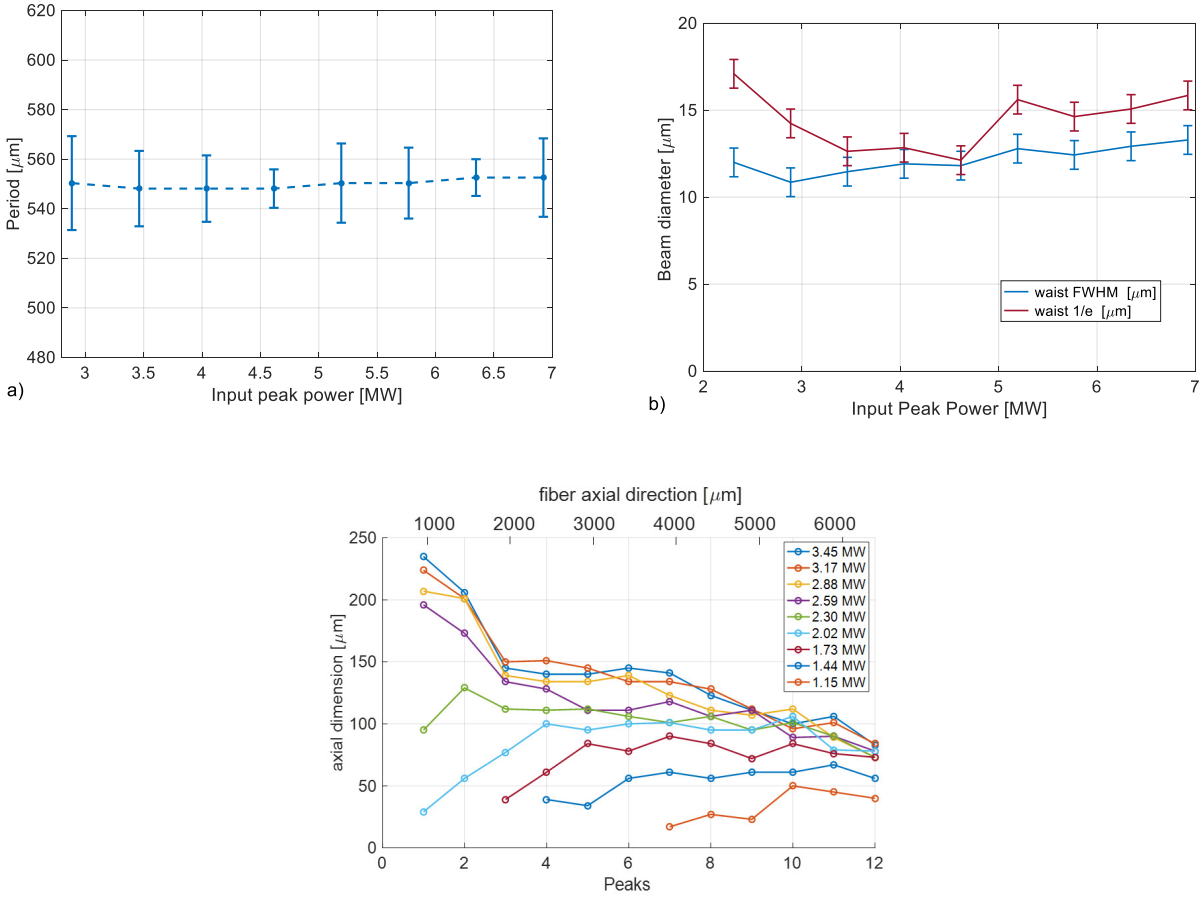 620
600
580
560
540
520
500
480
Period [μm]
3 3.5 4 4.5 5 5.5 6 6.5 7
Input peak power [MW]
a)
20
15
10
5
0
Beam diameter [μm]
waist FWHM [μm]
waist 1/e [μm]
2 3 4 5 6 7
Input Peak Power [MW]
b)
fiber axial direction [μm]
1000 2000 3000 4000 5000 6000
250
200
150
100
50
0
axial dimension [μm]
3.45 MW
3.17 MW
2.88 MW
2.59 MW
2.30 MW
2.02 MW
1.73 MW
1.44 MW
1.15 MW
0 2 4 6 8 10 12
Peaks